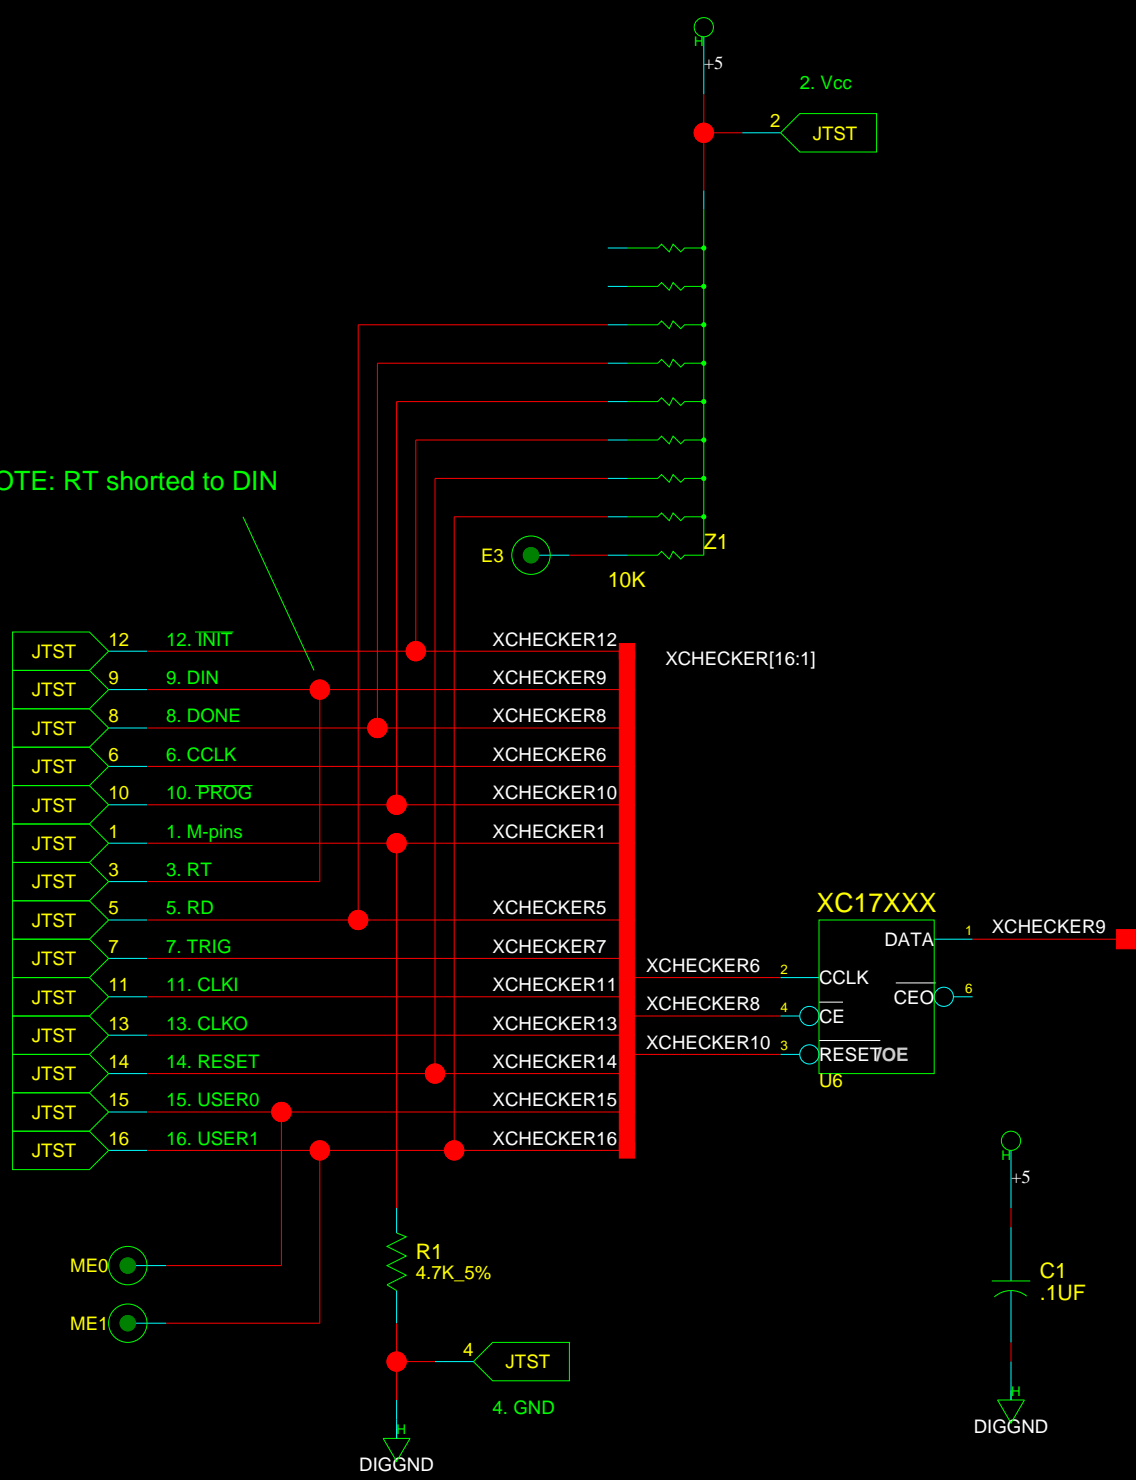 H
+5
2. Vcc
2
JTST
OTE: RT shorted to DIN
E3
Z1
10K
JTST 12 12. INIT XCHECKER12
XCHECKER[16:1]
JTST 9 9. DIN XCHECKER9
JTST 8 8. DONE XCHECKER8
JTST 6 6. CCLK XCHECKER6
JTST 10 10. PROG XCHECKER10
JTST 1 1. M-pins XCHECKER1
JTST 3 3. RT
JTST 5 5. RD XCHECKER5
JTST 7 7. TRIG XCHECKER7
JTST 11 11. CLKI XCHECKER11
JTST 13 13. CLKO XCHECKER13
JTST 14 14. RESET XCHECKER14
JTST 15 15. USER0 XCHECKER15
JTST 16 16. USER1 XCHECKER16
XC17XXX
DATA 1 XCHECKER9
XCHECKER6 2 CCLK
CEO 6
XCHECKER8 4 CE
XCHECKER10 3 RESET/OE
U6
H
+5
ME0
ME1
R1
4.7K_5%
C1
.1UF
4
JTST
4. GND
H
DIGGND
H
DIGGND